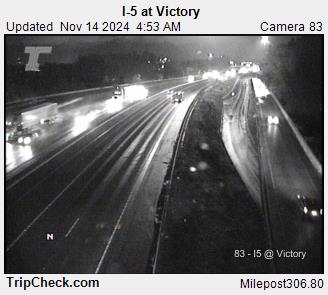 I-5 at Victory
Updated Nov 14 2024 4:53 AM Camera 83
T
N
83 - I5 @ Victory
TripCheck.com Milepost306.80